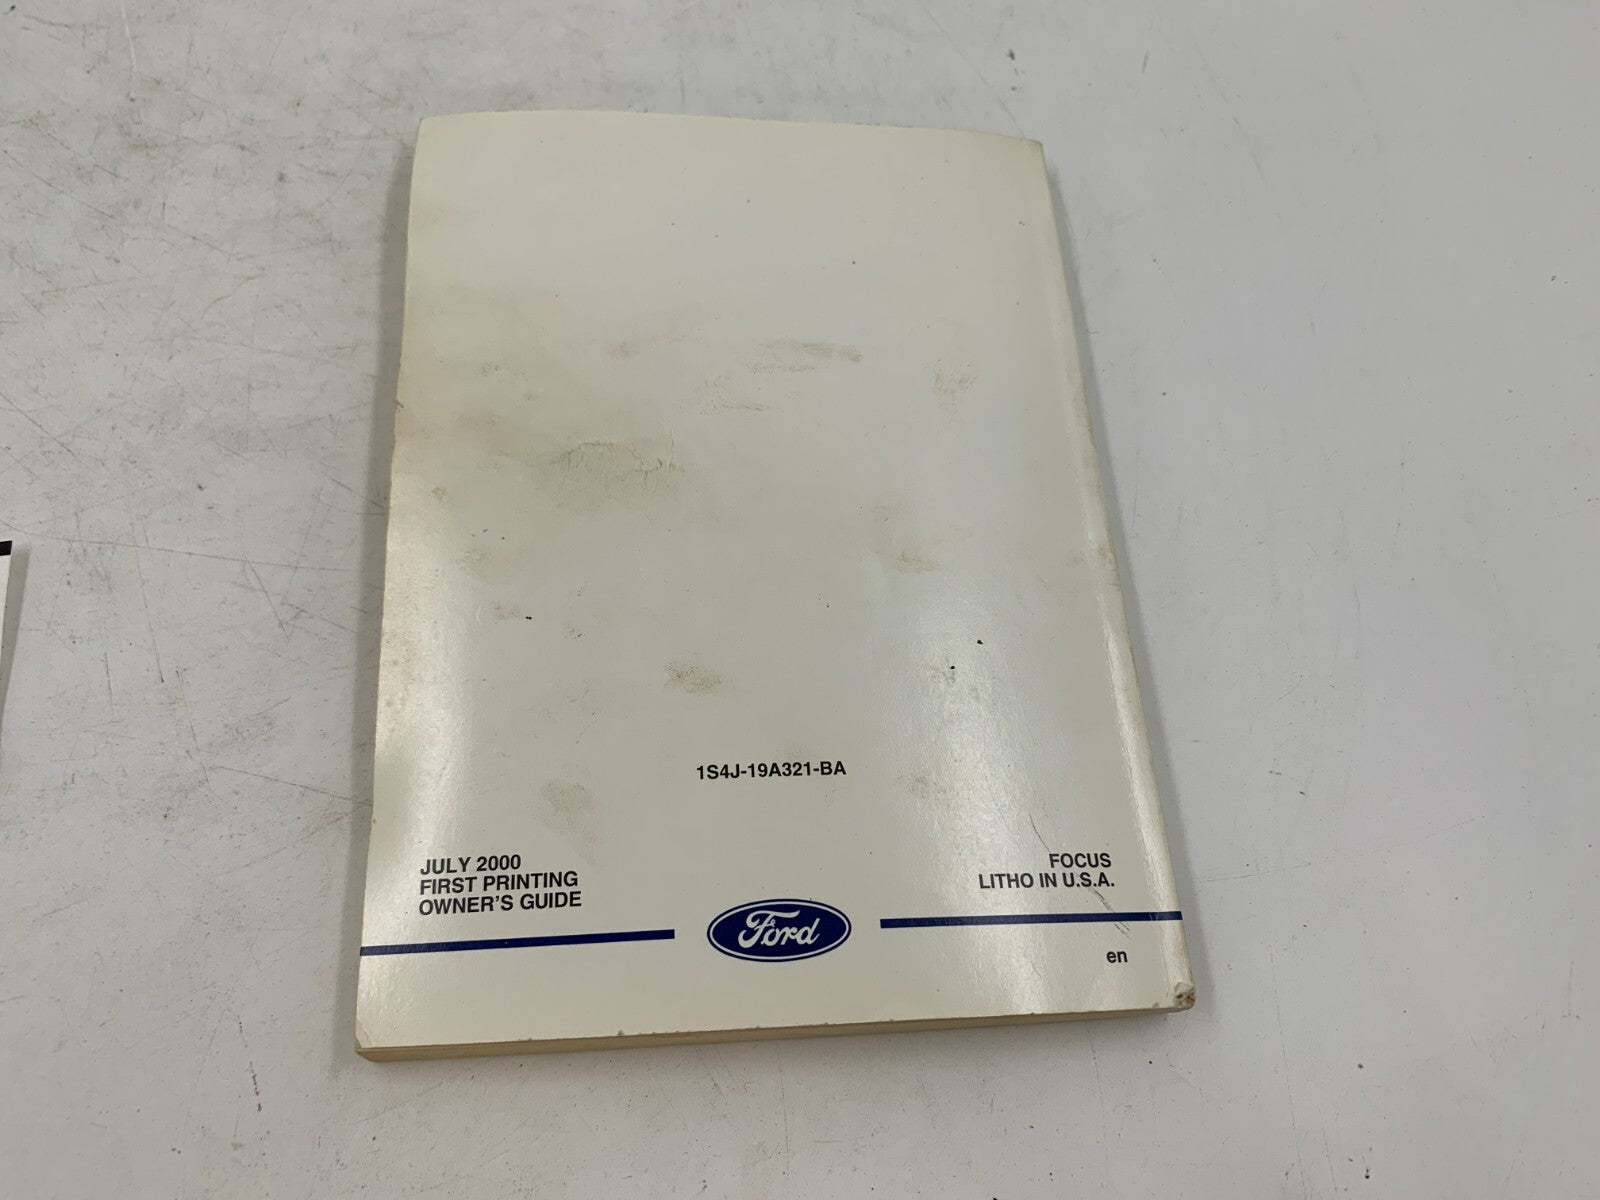 1S4J-19A321-BA
JULY 2000
FIRST PRINTING
OWNER'S GUIDE
FOCUS
LITHO IN U.S.A.
Ford
en